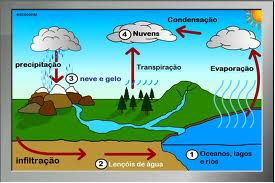 Condensação
④ Nuvens
precipitação
③ neve e gelo
Transpiração
Evaporação
infiltração
② Lençóis de água
① Oceanos, lagos
e rios